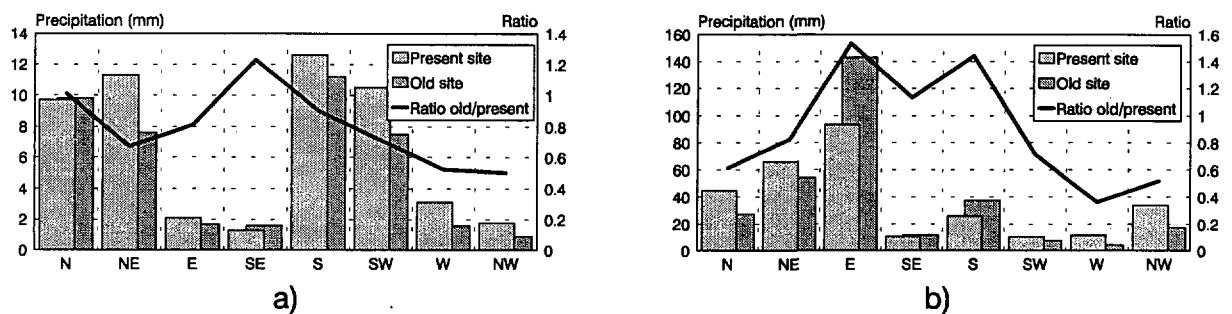 Precipitation (mm) Ratio
14 1.4
12 1.2
10 1
8 0.8
6 0.6
4 0.4
2 0.2
0 0
Present site
Old site
Ratio old/present
N NE E SE S SW W NW
a)
Precipitation (mm) Ratio
160 1.6
140 1.4
120 1.2
100 1
80 0.8
60 0.6
40 0.4
20 0.2
0 0
Present site
Old site
Ratio old/present
N NE E SE S SW W NW
b)